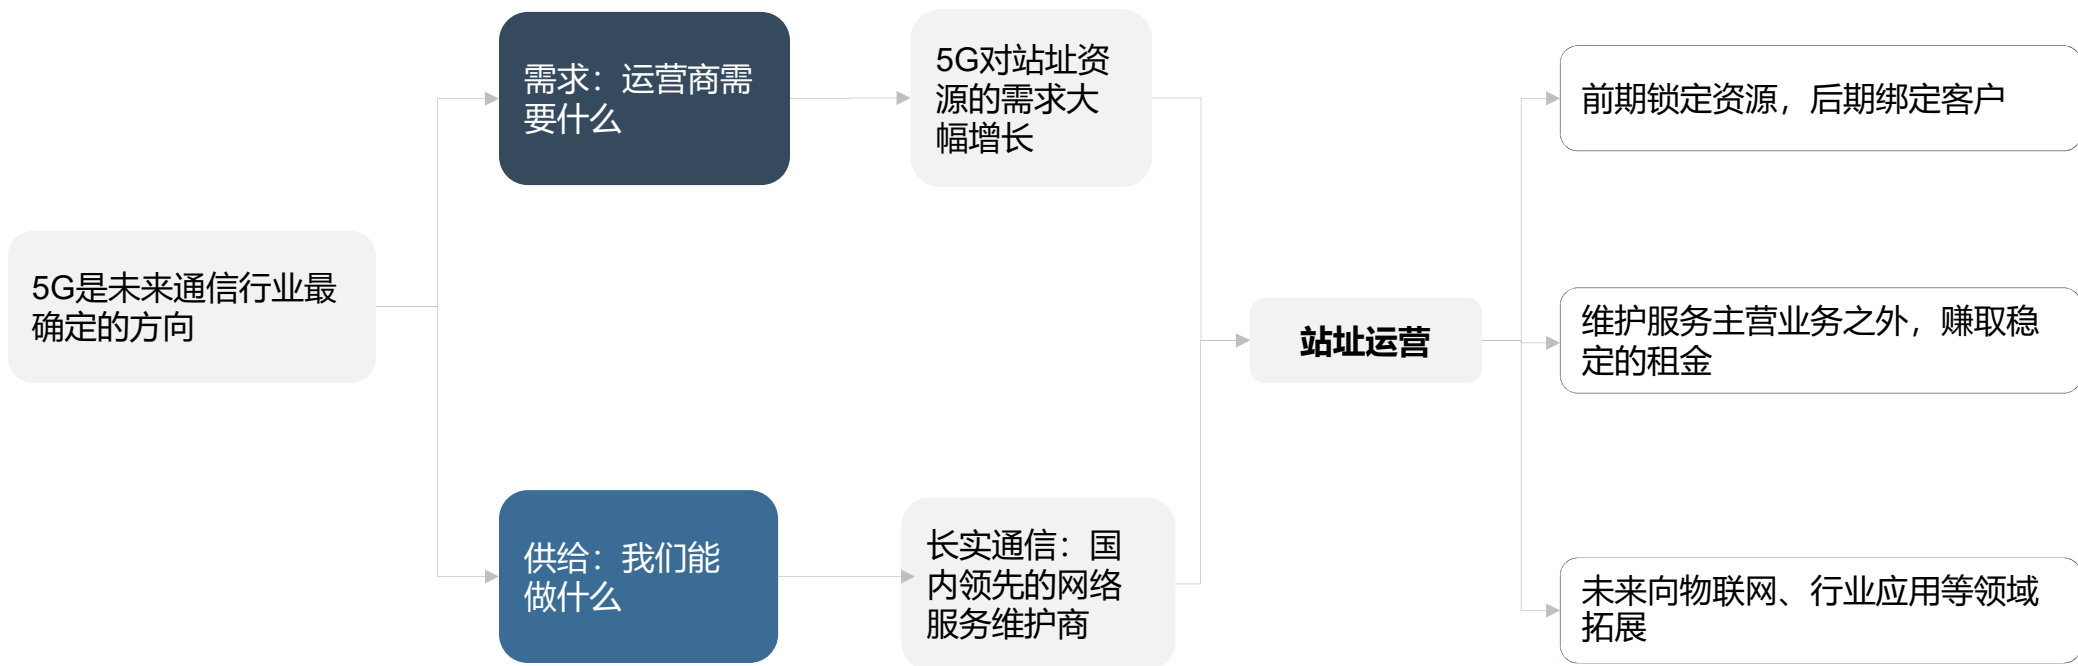 5G是未来通信行业最
确定的方向
需求：运营商需
要什么
5G对站址资
源的需求大
幅增长
供给：我们能
做什么
长实通信：国
内领先的网络
服务维护商
站址运营
前期锁定资源，后期绑定客户
维护服务主营业务之外，赚取稳
定的租金
未来向物联网、行业应用等领域
拓展